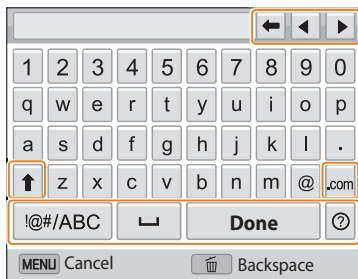 1 2 3 4 5 6 7 8 9 0
q w e r t y u i o p
a s d f g h j k l .
z x c v b n m @ .com
!@#/ABC Done ?
MENU Cancel Backspace